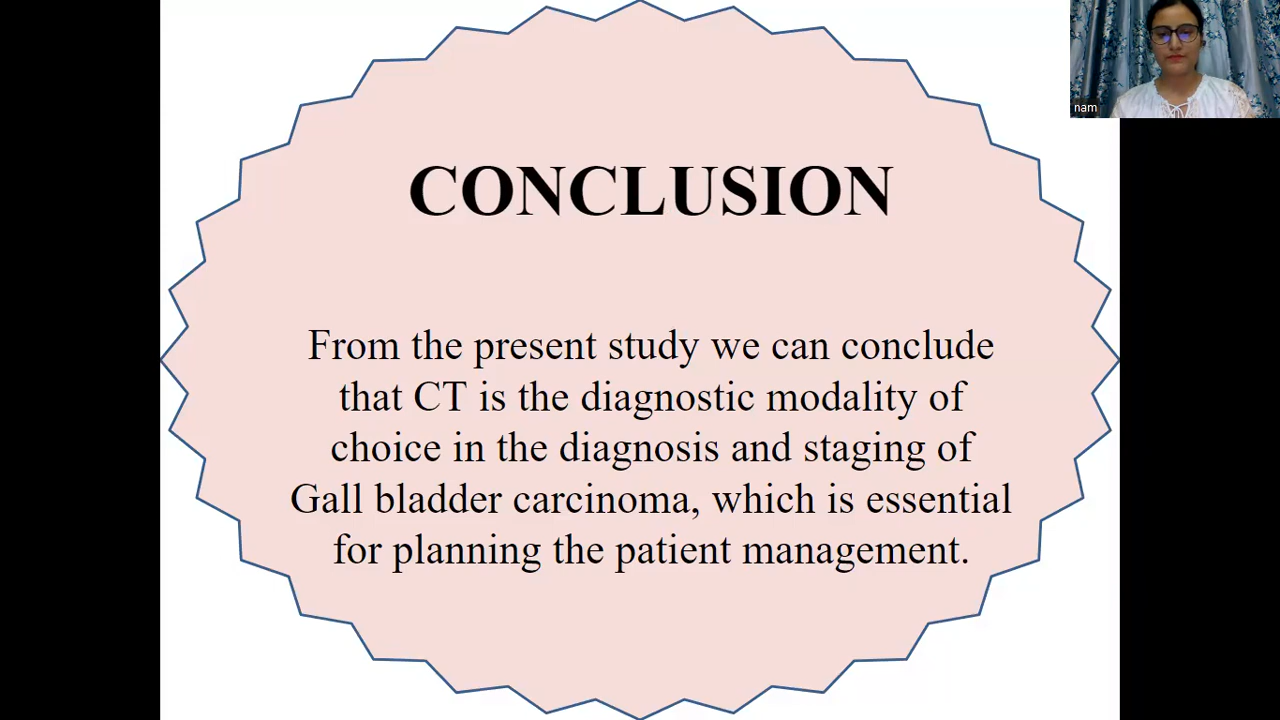 nam
CONCLUSION
From the present study we can conclude
that CT is the diagnostic modality of
choice in the diagnosis and staging of
Gall bladder carcinoma, which is essential
for planning the patient management.